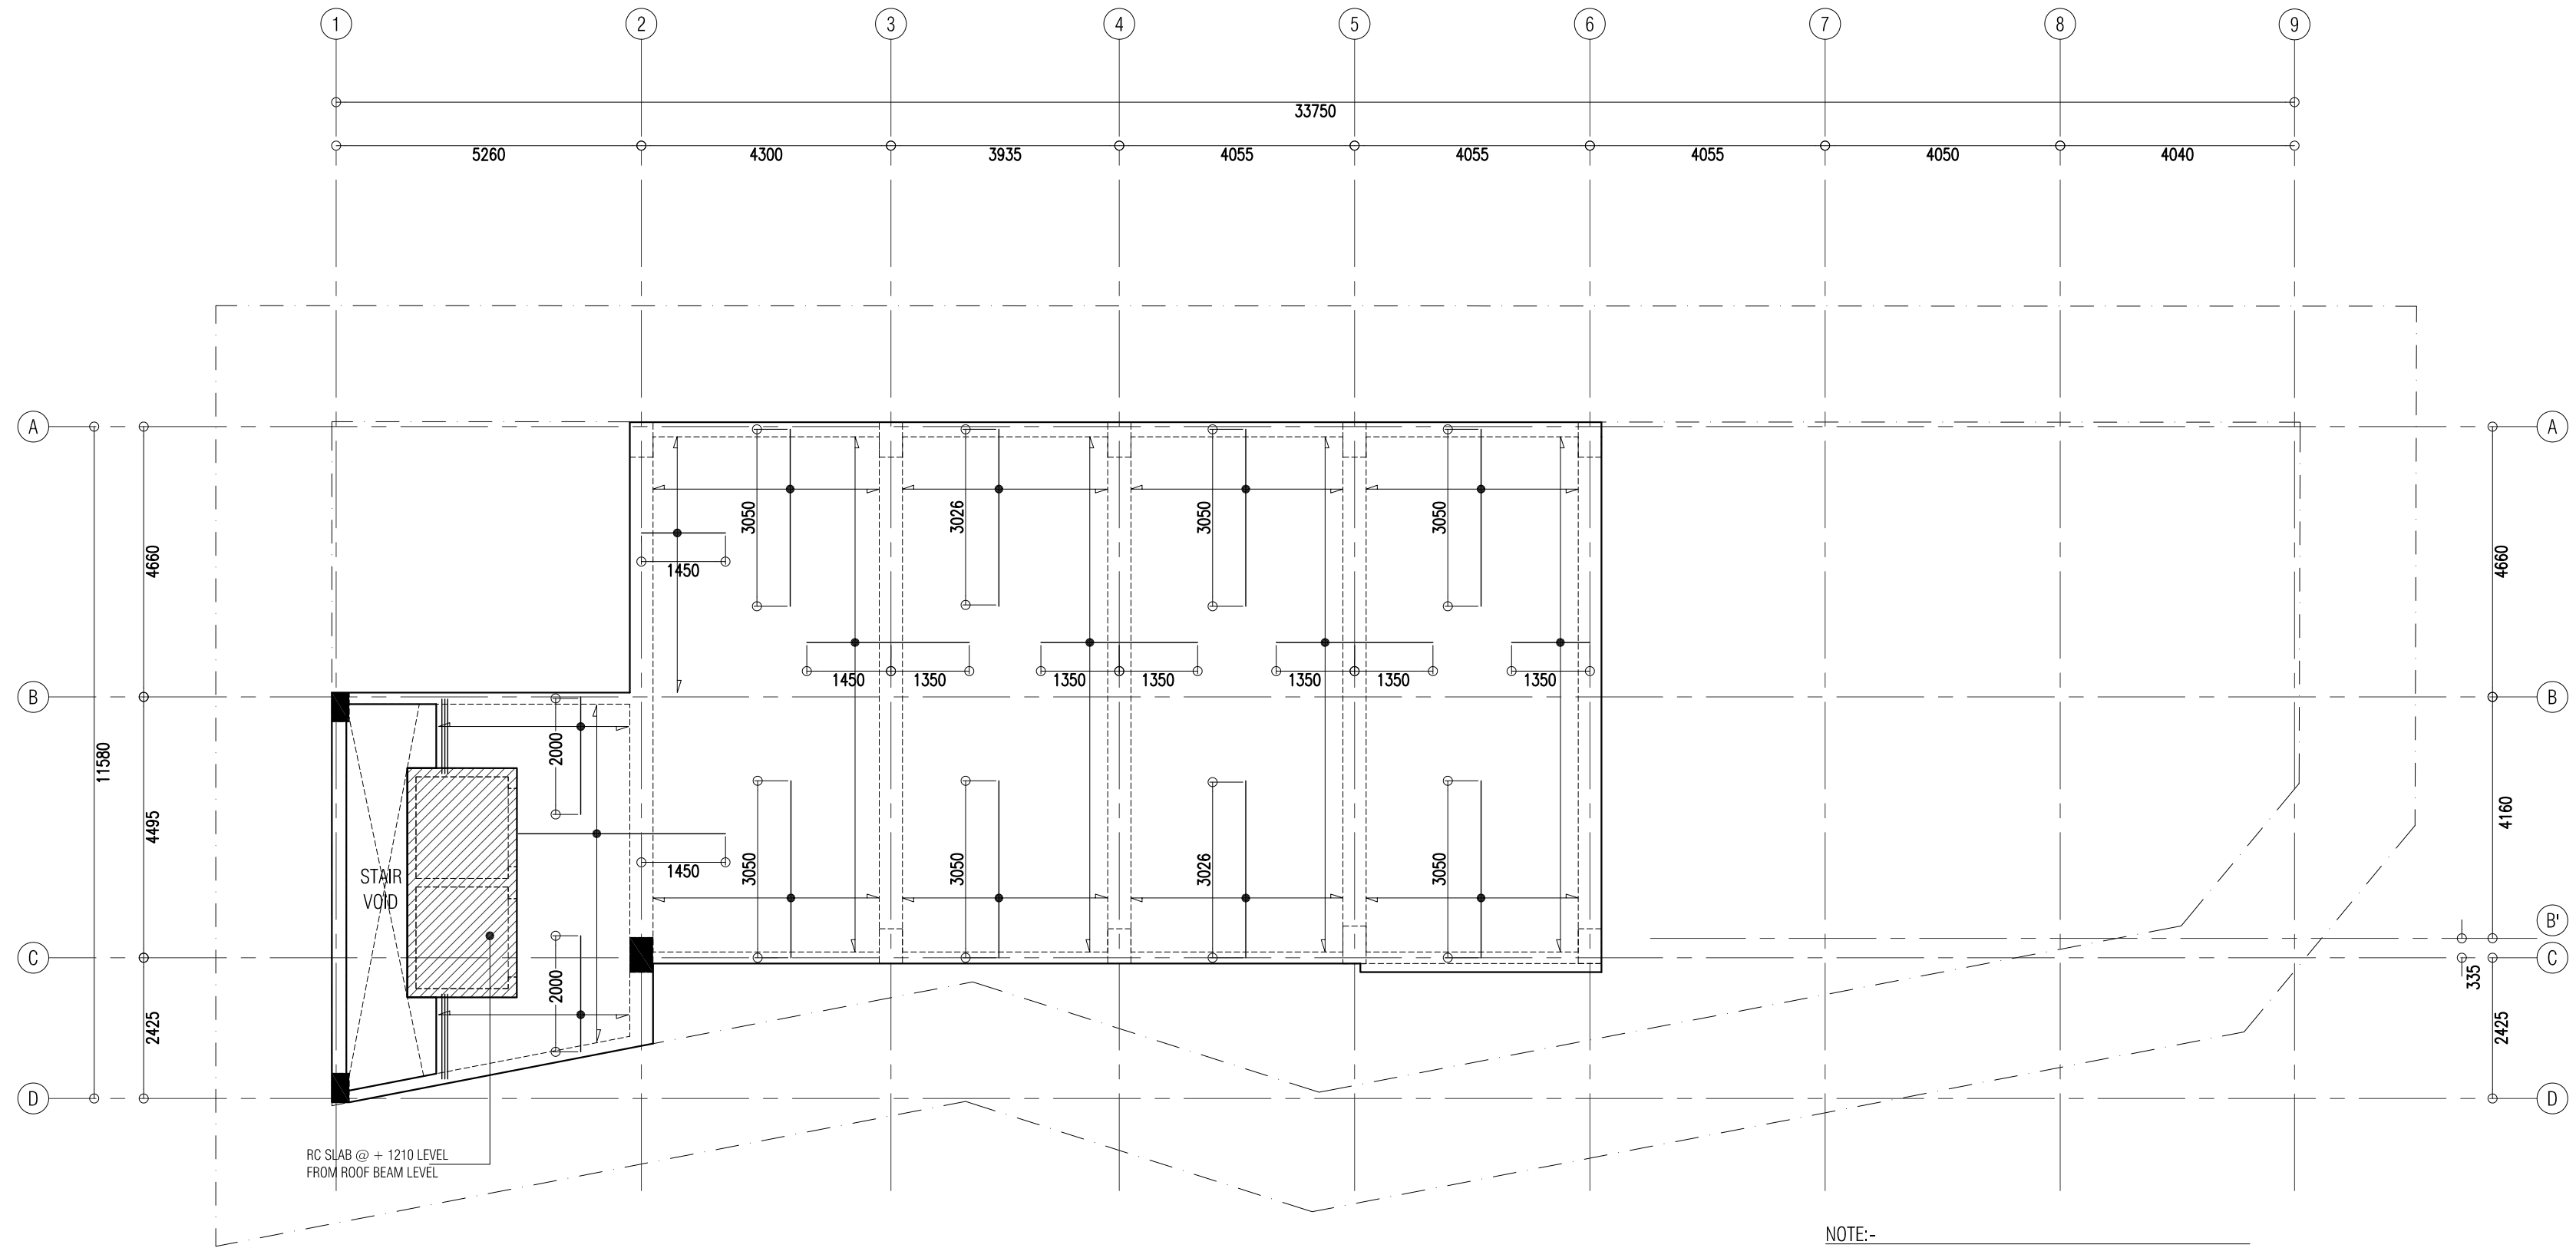 1 2 3 4 5 6 7 8 9
33750
5260 4300 3935 4055 4055 4055 4050 4040
A A
3050 3026 3050 3050
4660 1450 4660
1450 1350 1350 1350 1350 1350 1350
B B
11580 2000
4495 4160
3050 3050 3026 3050
1450
STAIR
VOID
B'
C C
2000 335
2425 2425
D D
RC SLAB @ + 1210 LEVEL
FROM ROOF BEAM LEVEL
NOTE:-